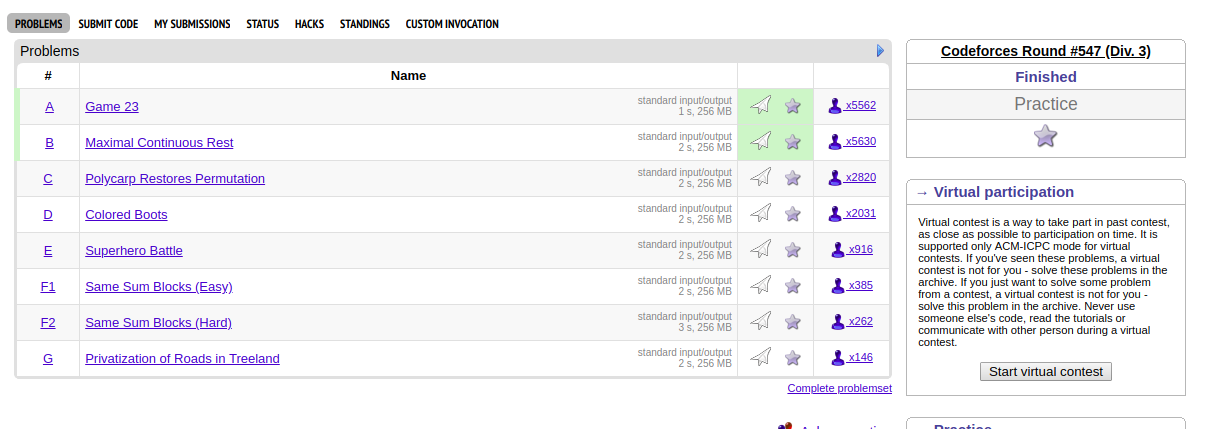 PROBLEMS SUBMIT CODE MY SUBMISSIONS STATUS HACKS STANDINGS CUSTOM INVOCATION
Problems
# Name
A Game 23 standard input/output
1 s, 256 MB
x5562
B Maximal Continuous Rest standard input/output
2 s, 256 MB
x5630
C Polycarp Restores Permutation standard input/output
2 s, 256 MB
x2820
D Colored Boots standard input/output
2 s, 256 MB
x2031
E Superhero Battle standard input/output
2 s, 256 MB
x916
F1 Same Sum Blocks (Easy) standard input/output
2 s, 256 MB
x385
F2 Same Sum Blocks (Hard) standard input/output
3 s, 256 MB
x262
G Privatization of Roads in Treeland standard input/output
2 s, 256 MB
x146
Complete problemset
Codeforces Round #547 (Div. 3)
Finished
Practice
→ Virtual participation
Virtual contest is a way to take part in past contest,
as close as possible to participation on time. It is
supported only ACM-ICPC mode for virtual
contests. If you've seen these problems, a virtual
contest is not for you - solve these problems in the
archive. If you just want to solve some problem
from a contest, a virtual contest is not for you -
solve this problem in the archive. Never use
someone else's code, read the tutorials or
communicate with other person during a virtual
contest.
Start virtual contest